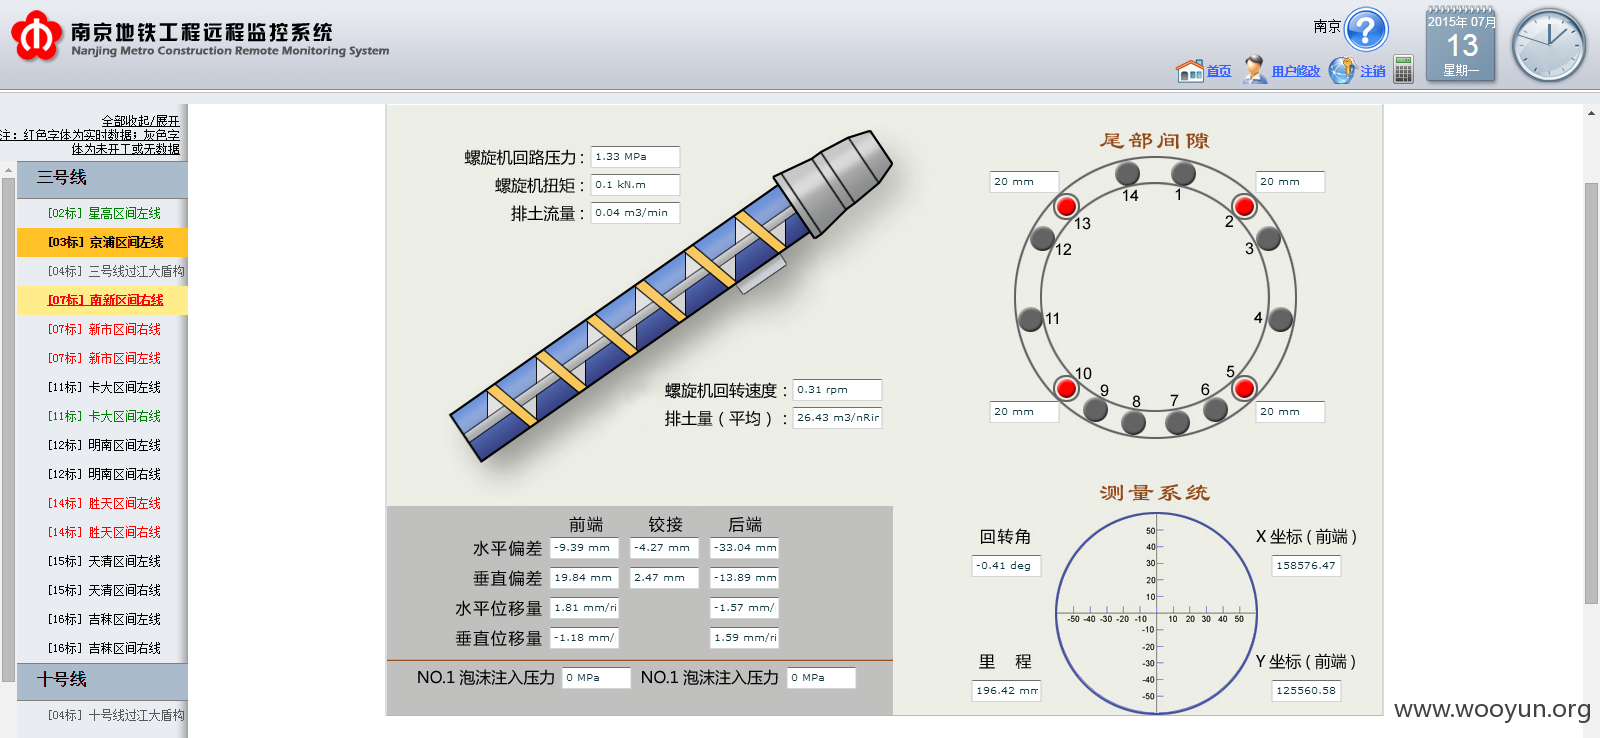 南京地铁工程远程监控系统
Nanjing Metro Construction Remote Monitoring System
南京
首页
用户修改
注销
2015年 07月
13
星期一
全部收起/展开
注：红色字体为实时数据；灰色字
体为未开工或无数据
三号线
[02标] 星高区间左线
[03标] 京浦区间左线
[04标] 三号线过江大盾构
[07标] 南新区间右线
[07标] 新市区间右线
[07标] 新市区间左线
[11标] 卡大区间左线
[11标] 卡大区间右线
[12标] 明南区间左线
[12标] 明南区间右线
[14标] 胜天区间左线
[14标] 胜天区间右线
[15标] 天清区间左线
[15标] 天清区间右线
[16标] 吉秣区间左线
[16标] 吉秣区间右线
十号线
[04标] 十号线过江大盾构
螺旋机回路压力： 1.33 MPa
螺旋机扭矩： 0.1 kN.m
排土流量： 0.04 m3/min
螺旋机回转速度： 0.31 rpm
排土量（平均）： 26.43 m3/nRir
尾部间隙
20 mm
20 mm
20 mm
20 mm
1
2
3
4
5
6
7
8
9
10
11
12
13
14
前端 铰接 后端
水平偏差 -9.39 mm -4.27 mm -33.04 mm
垂直偏差 19.84 mm 2.47 mm -13.89 mm
水平位移量 1.81 mm/ri -1.57 mm/
垂直位移量 -1.18 mm/ 1.59 mm/ri
NO.1 泡沫注入压力 0 MPa NO.1 泡沫注入压力 0 MPa
测量系统
回转角
-0.41 deg
X 坐标 ( 前端 )
158576.47
里 程
196.42 mm
Y 坐标 ( 前端 )
125560.58
50
40
30
20
10
-50 -40 -30 -20 -10 10 20 30 40 50
-10
-20
-30
-40
-50
www.wooyun.org